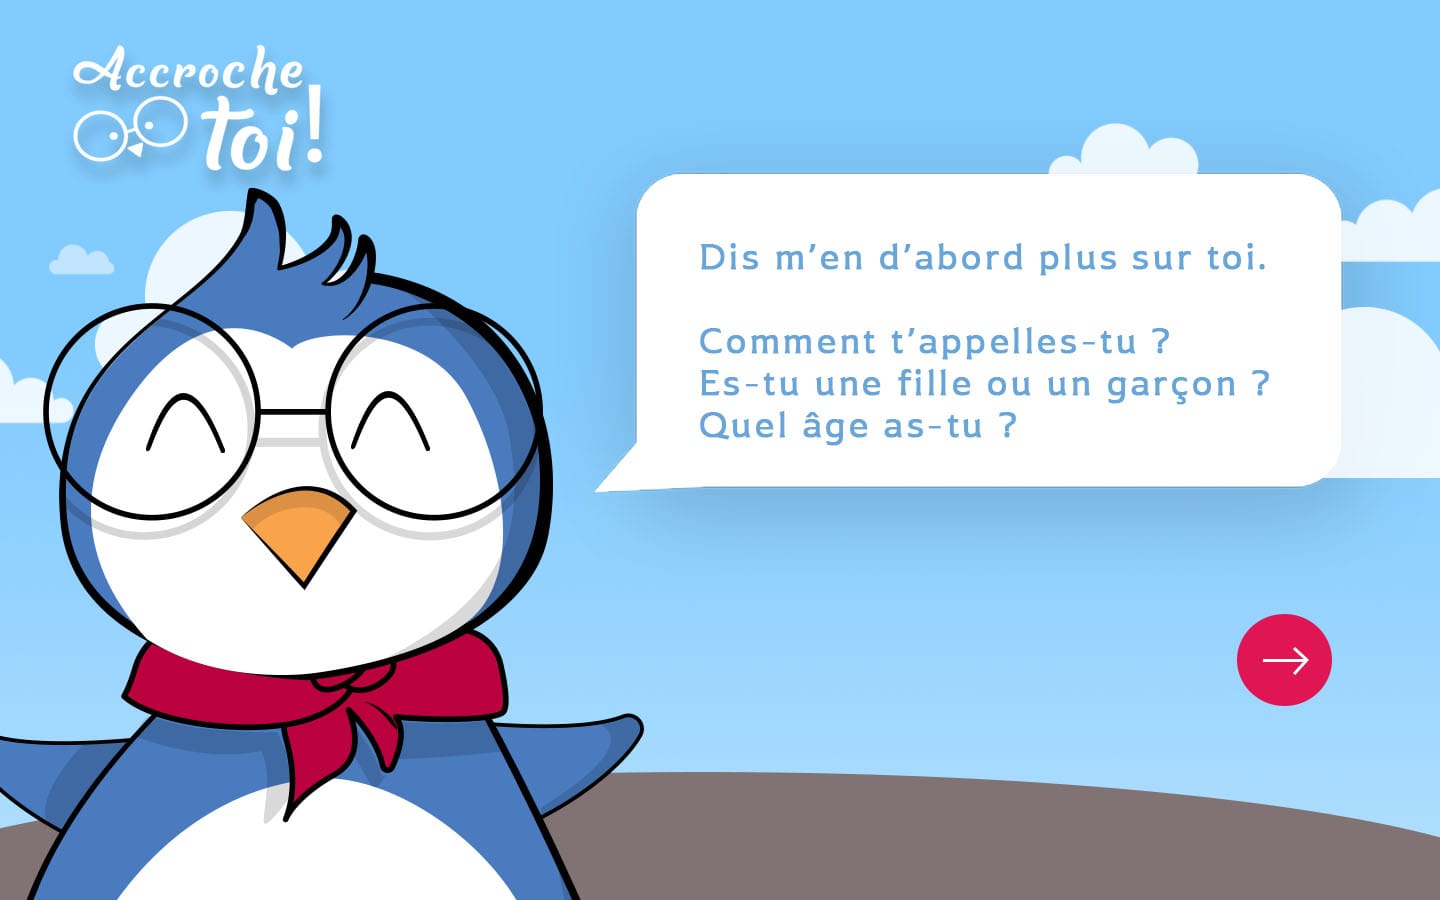 Accroche
toi!
Dis m’en d’abord plus sur toi.
Comment t’appelles-tu ?
Es-tu une fille ou un garçon ?
Quel âge as-tu ?